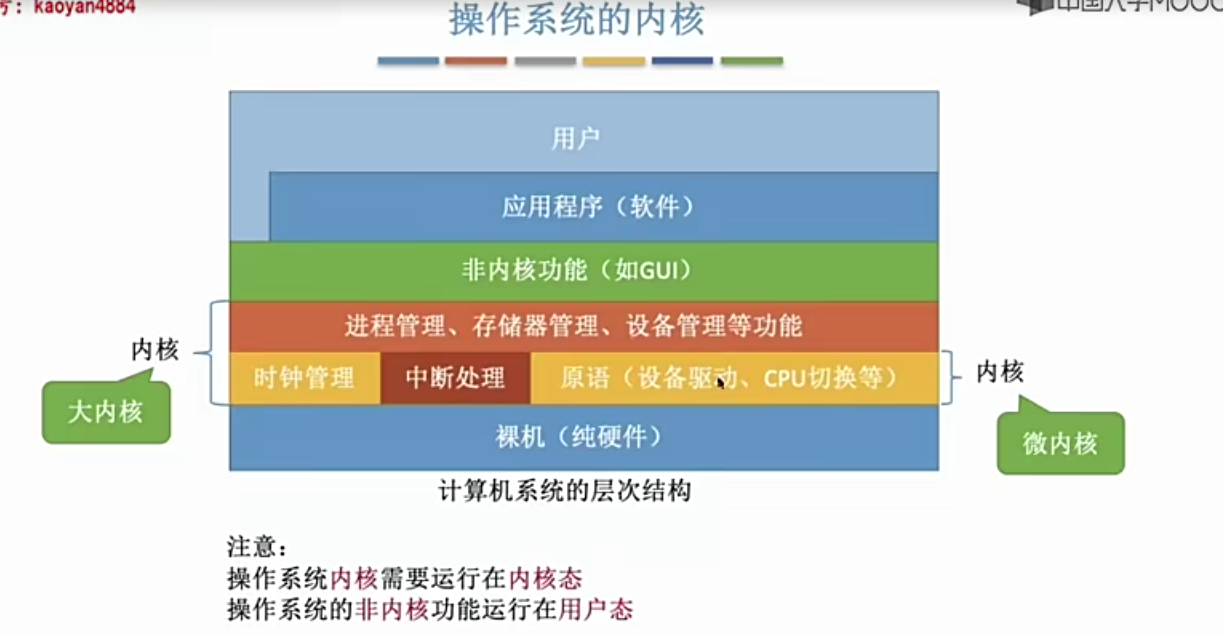 号：kaoyan4884
中国大学MOOC
操作系统的内核
用户
应用程序（软件）
非内核功能（如GUI）
进程管理、存储器管理、设备管理等功能
内核
时钟管理
中断处理
原语（设备驱动、CPU切换等）
内核
大内核
裸机（纯硬件）
微内核
计算机系统的层次结构
注意：
操作系统内核需要运行在内核态
操作系统的非内核功能运行在用户态